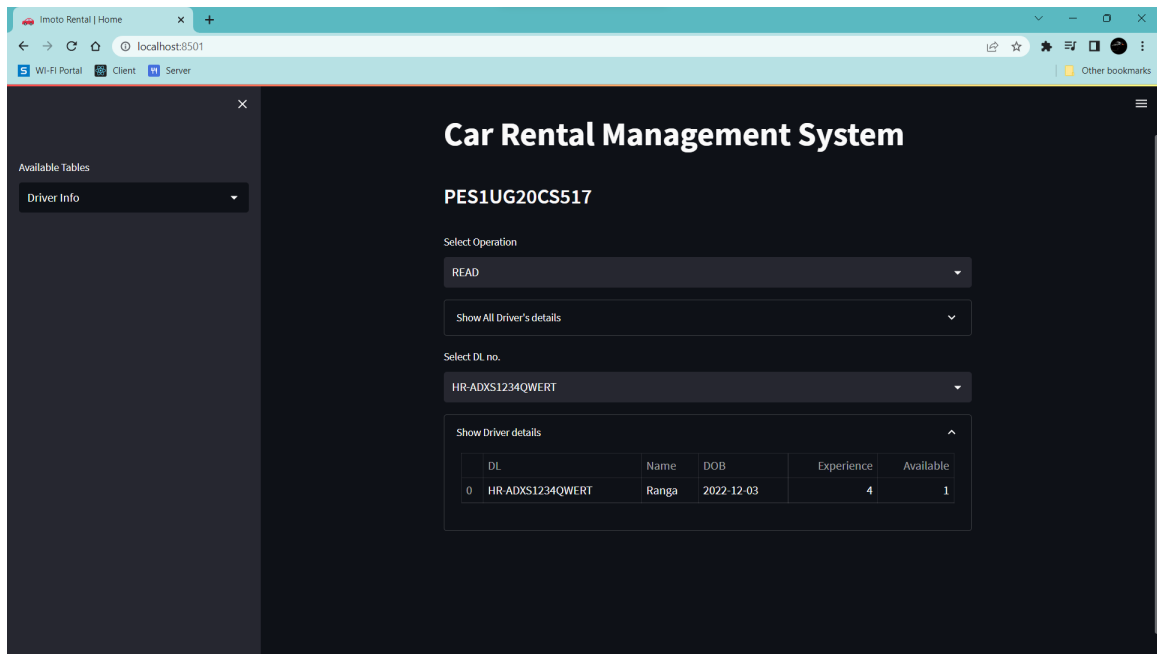 Imoto Rental | Home
localhost:8501
WI-FI Portal Client Server Other bookmarks
Available Tables
Driver Info
Car Rental Management System
PES1UG20CS517
Select Operation
READ
Show All Driver's details
Select DL no.
HR-ADXS1234QWERT
Show Driver details
DL Name DOB Experience Available
0 HR-ADXS1234QWERT Ranga 2022-12-03 4 1